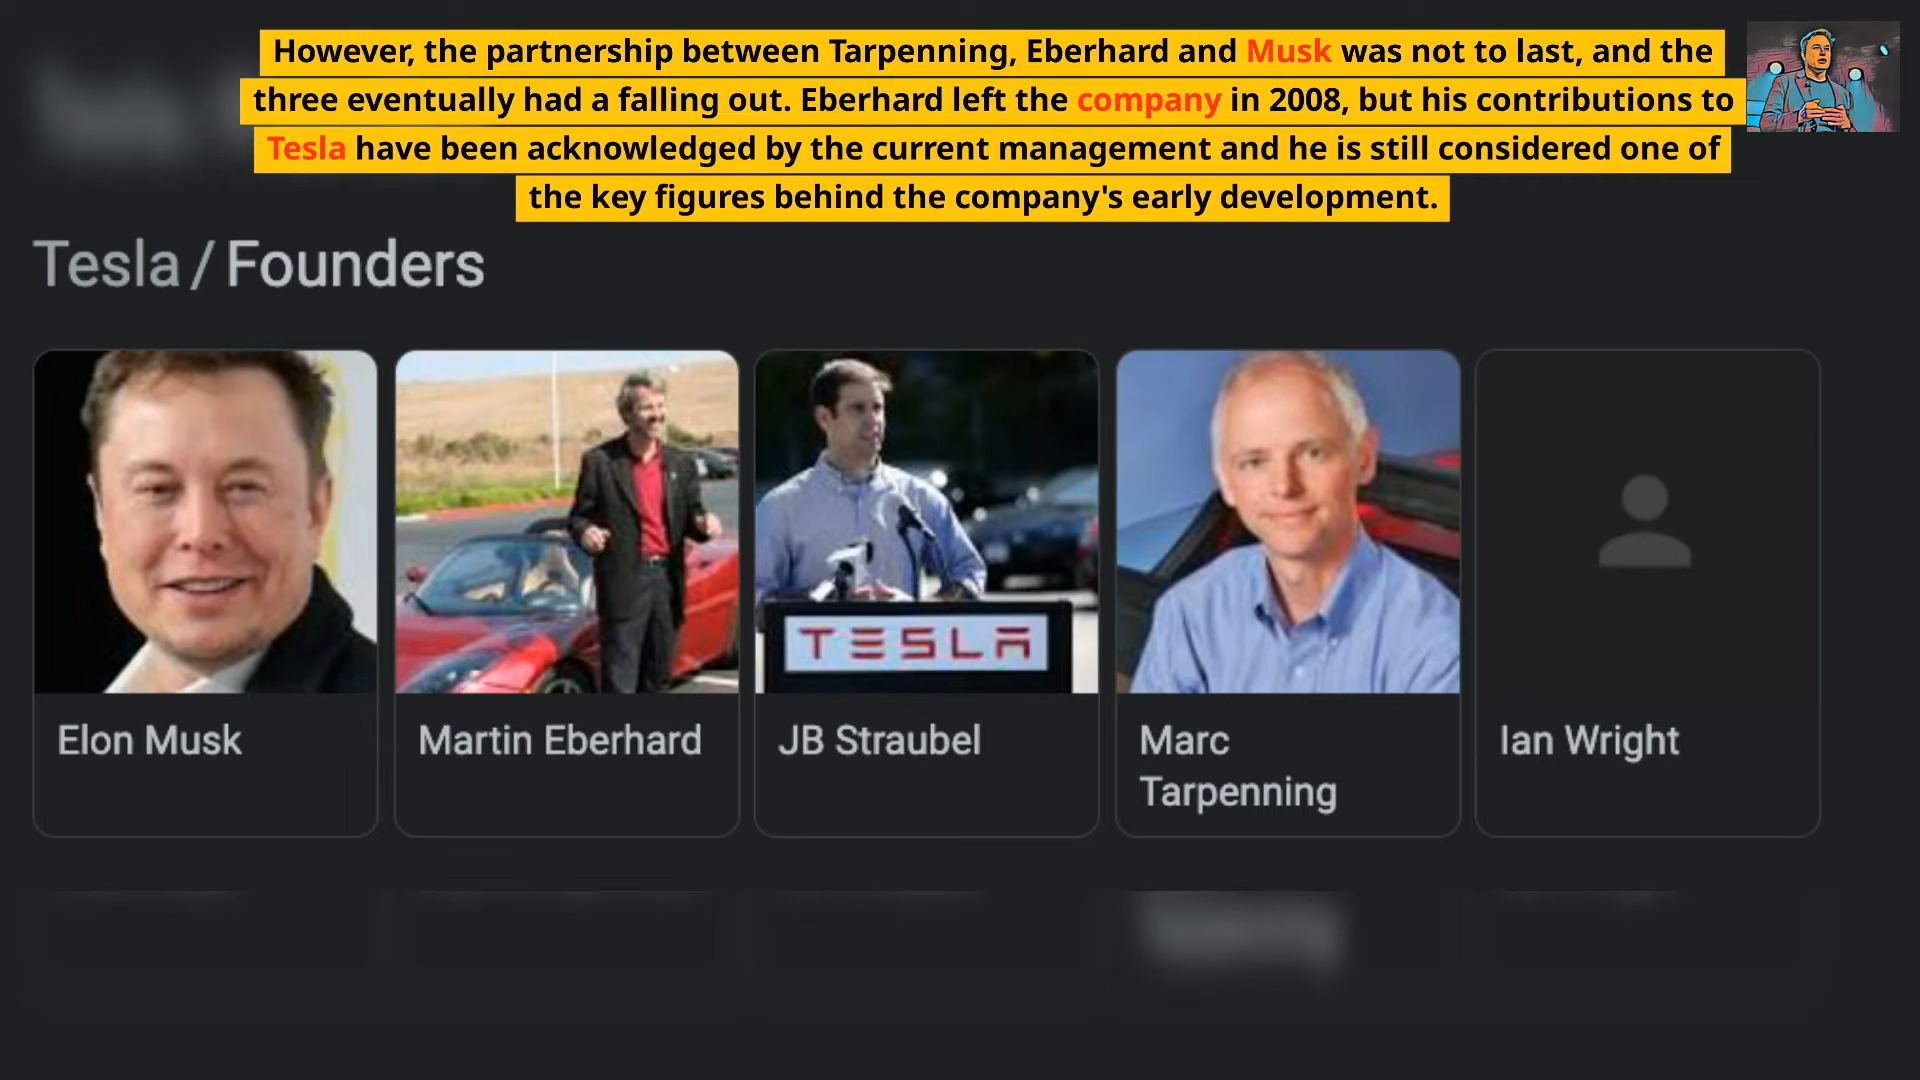 However, the partnership between Tarpenning, Eberhard and Musk was not to last, and the
three eventually had a falling out. Eberhard left the company in 2008, but his contributions to
Tesla have been acknowledged by the current management and he is still considered one of
the key figures behind the company's early development.
Tesla / Founders
TESLA
Elon Musk
Martin Eberhard
JB Straubel
Marc
Tarpenning
Ian Wright